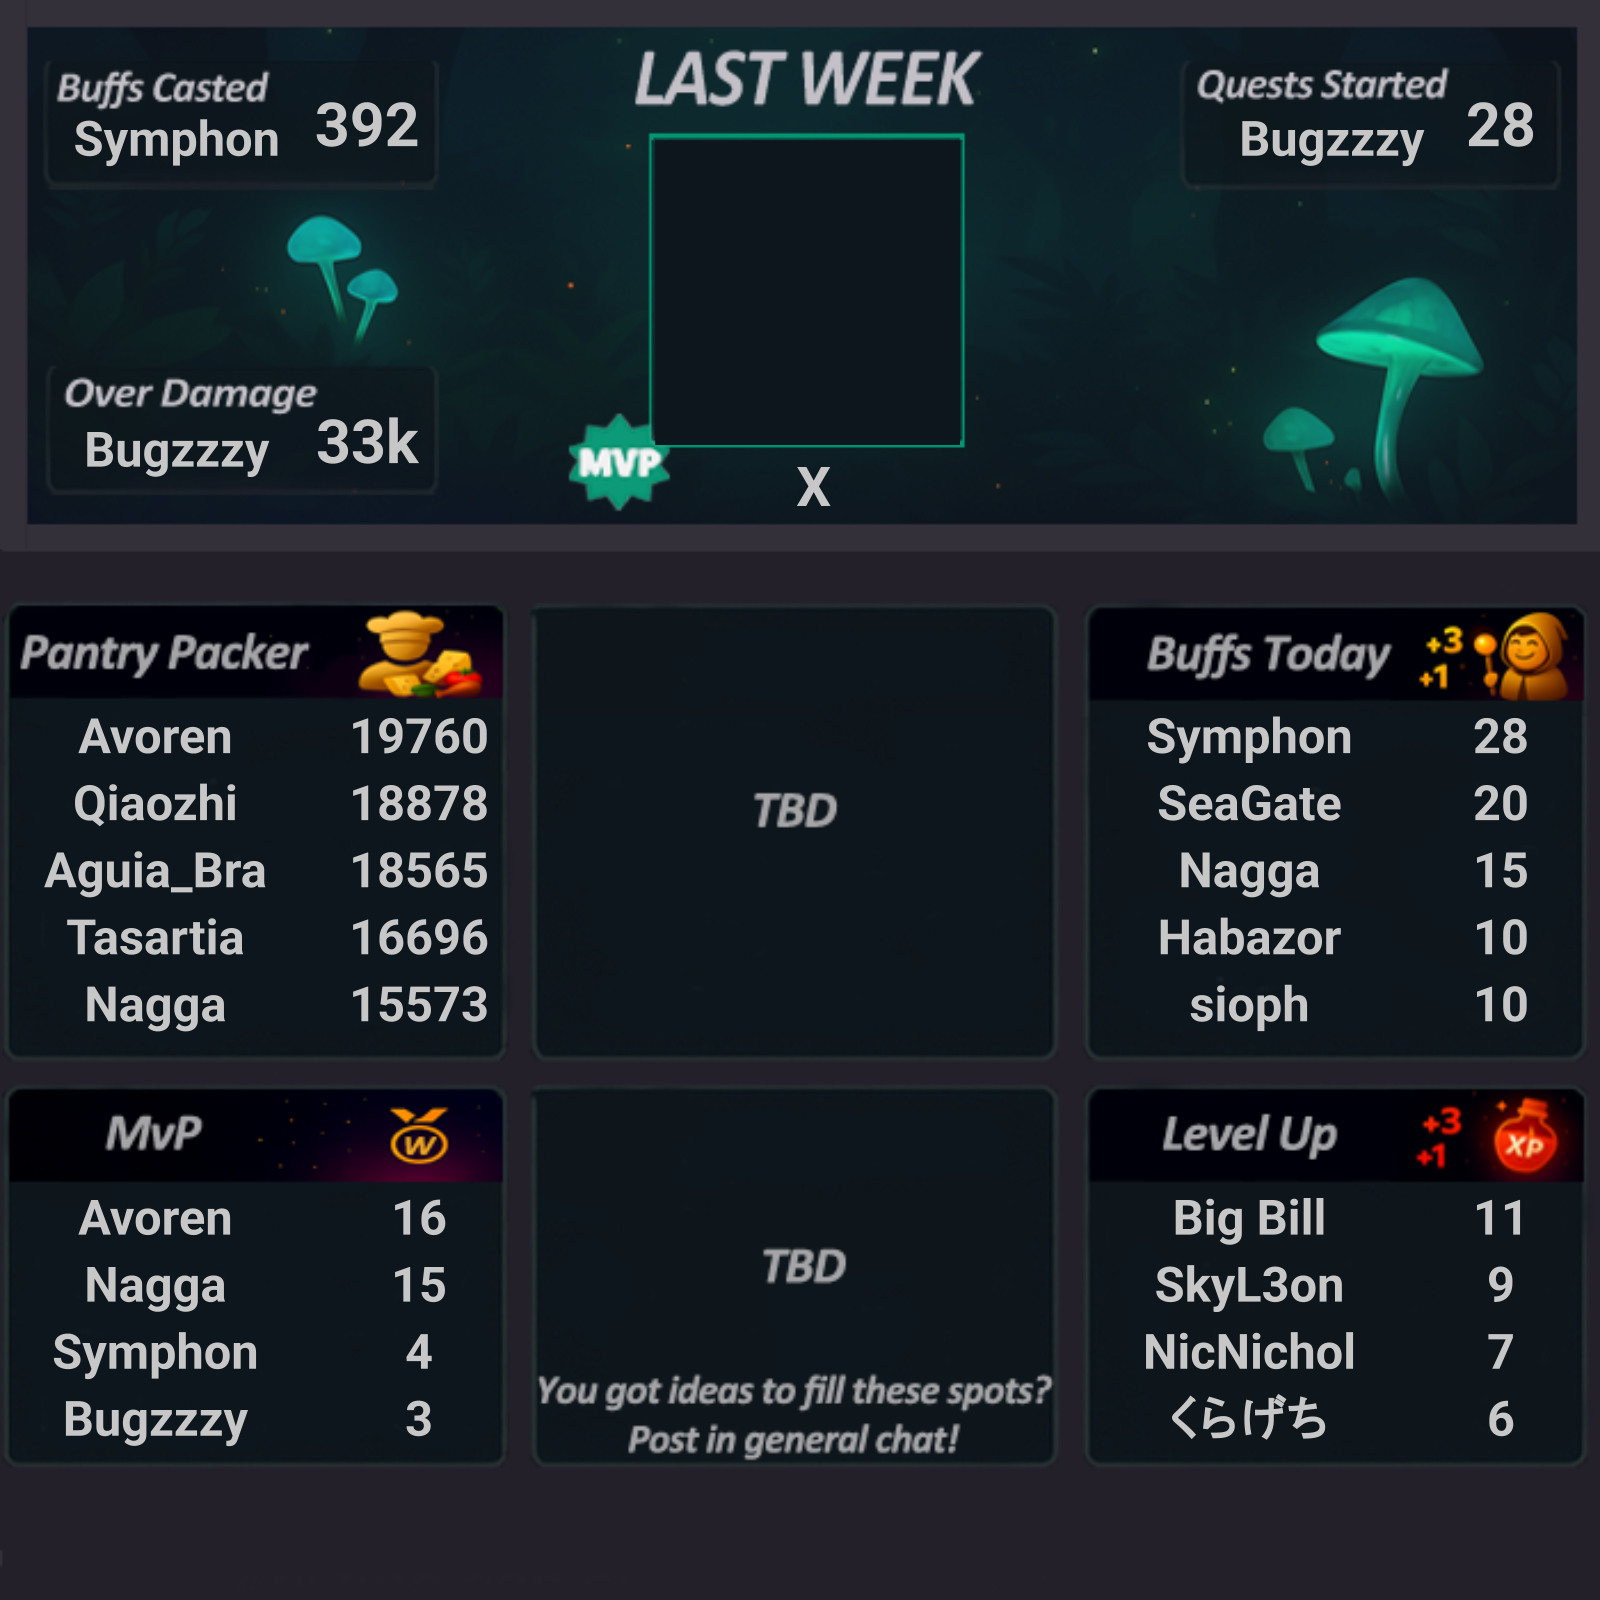 LAST WEEK
Buffs Casted
Symphon 392
Quests Started
Bugzzzy 28
Over Damage
Bugzzzy 33k
MVP
X
Pantry Packer
Avoren 19760
Qiaozhi 18878
Aguia_Bra 18565
Tasartia 16696
Nagga 15573
TBD
Buffs Today +3 +1
Symphon 28
SeaGate 20
Nagga 15
Habazor 10
sioph 10
MvP W
Avoren 16
Nagga 15
Symphon 4
Bugzzzy 3
TBD
You got ideas to fill these spots?
Post in general chat!
Level Up +3 +1 XP
Big Bill 11
SkyL3on 9
NicNichol 7
くらげち 6